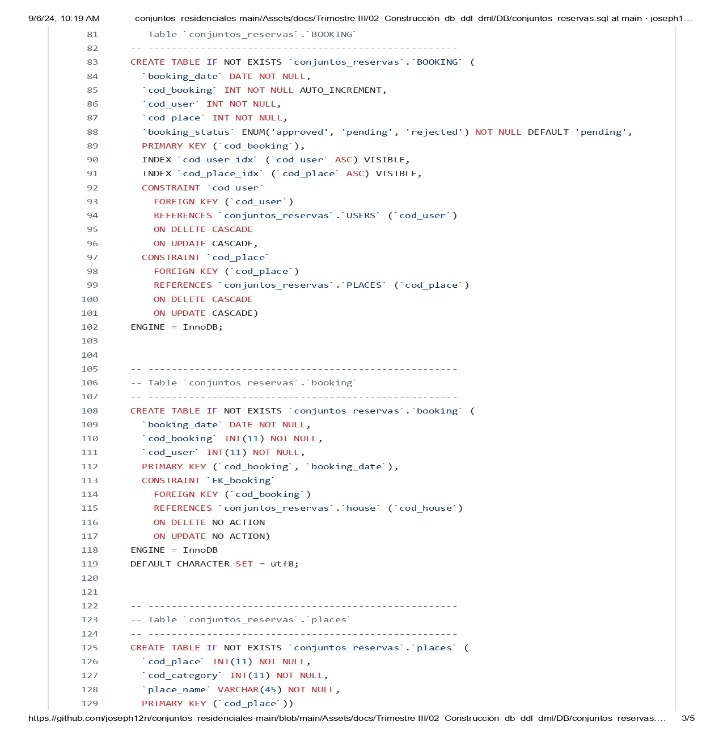 9/6/24, 10:19 AM conjuntos_residenciales-main/Assets/docs/Trimestre III/02_Construcción_db_ddl_dml/DB/conjuntos_reservas.sql at main · joseph1...
81 -- Table `conjuntos_reservas`.`BOOKING`
82 -- -----------------------------------------------------
83 CREATE TABLE IF NOT EXISTS `conjuntos_reservas`.`BOOKING` (
84 `booking_date` DATE NOT NULL,
85 `cod_booking` INT NOT NULL AUTO_INCREMENT,
86 `cod_user` INT NOT NULL,
87 `cod_place` INT NOT NULL,
88 `booking_status` ENUM('approved', 'pending', 'rejected') NOT NULL DEFAULT 'pending',
89 PRIMARY KEY (`cod_booking`),
90 INDEX `cod_user_idx` (`cod_user` ASC) VISIBLE,
91 INDEX `cod_place_idx` (`cod_place` ASC) VISIBLE,
92 CONSTRAINT `cod_user`
93 FOREIGN KEY (`cod_user`)
94 REFERENCES `conjuntos_reservas`.`USERS` (`cod_user`)
95 ON DELETE CASCADE
96 ON UPDATE CASCADE,
97 CONSTRAINT `cod_place`
98 FOREIGN KEY (`cod_place`)
99 REFERENCES `conjuntos_reservas`.`PLACES` (`cod_place`)
100 ON DELETE CASCADE
101 ON UPDATE CASCADE)
102 ENGINE = InnoDB;
103
104
105 -- -----------------------------------------------------
106 -- Table `conjuntos_reservas`.`booking`
107 -- -----------------------------------------------------
108 CREATE TABLE IF NOT EXISTS `conjuntos_reservas`.`booking` (
109 `booking_date` DATE NOT NULL,
110 `cod_booking` INT(11) NOT NULL,
111 `cod_user` INT(11) NOT NULL,
112 PRIMARY KEY (`cod_booking`, `booking_date`),
113 CONSTRAINT `FK_booking`
114 FOREIGN KEY (`cod_booking`)
115 REFERENCES `conjuntos_reservas`.`house` (`cod_house`)
116 ON DELETE NO ACTION
117 ON UPDATE NO ACTION)
118 ENGINE = InnoDB
119 DEFAULT CHARACTER SET = utf8;
120
121
122 -- -----------------------------------------------------
123 -- Table `conjuntos_reservas`.`places`
124 -- -----------------------------------------------------
125 CREATE TABLE IF NOT EXISTS `conjuntos_reservas`.`places` (
126 `cod_place` INT(11) NOT NULL,
127 `cod_category` INT(11) NOT NULL,
128 `place_name` VARCHAR(45) NOT NULL,
129 PRIMARY KEY (`cod_place`))
https://github.com/joseph12n/conjuntos_residenciales-main/blob/main/Assets/docs/Trimestre III/02_Construcción_db_ddl_dml/DB/conjuntos_reservas.... 3/5